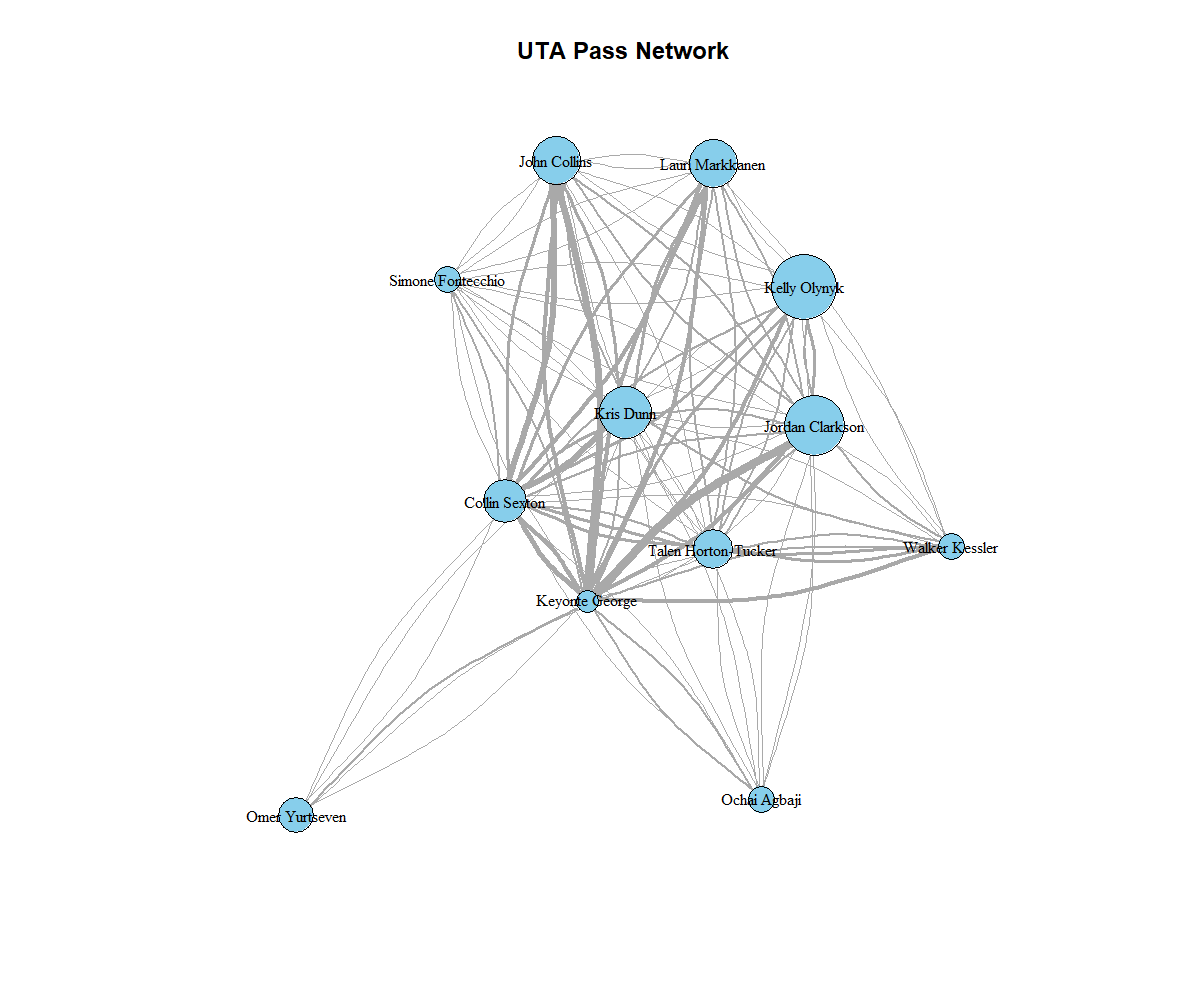 UTA Pass Network
John Collins
Lauri Markkanen
Simone Fontecchio
Kelly Olynyk
Kris Dunn
Jordan Clarkson
Collin Sexton
Talen Horton-Tucker
Walker Kessler
Keyonte George
Ochai Agbaji
Omer Yurtseven